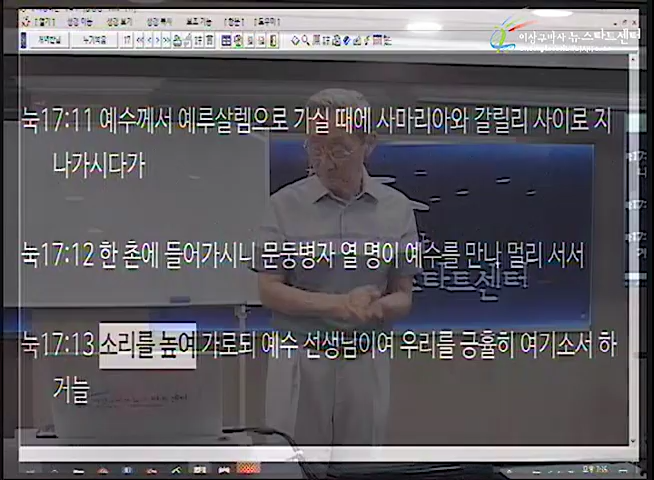 이상구박사 뉴스타트센터
눅17:11 예수께서 예루살렘으로 가실 때에 사마리아와 갈릴리 사이로 지
나가시다가
눅17:12 한 촌에 들어가시니 문둥병자 열 명이 예수를 만나 멀리 서서
스타트센터
눅17:13 소리를 높여 가로되 예수 선생님이여 우리를 긍휼히 여기소서 하
거늘